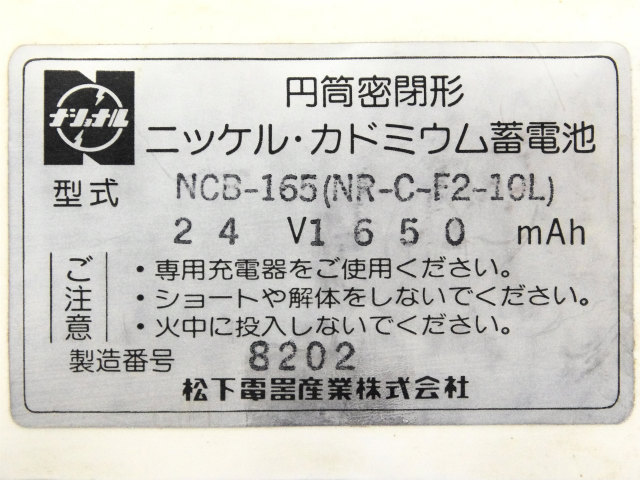 ナショナル
円筒密閉形
ニッケル・カドミウム蓄電池
型式 NCB-165(NR-C-F2-10L)
24 V1650 mAh
ご注意
・専用充電器をご使用ください。
・ショートや解体をしないでください。
・火中に投入しないでください。
製造番号 8202
松下電器産業株式会社